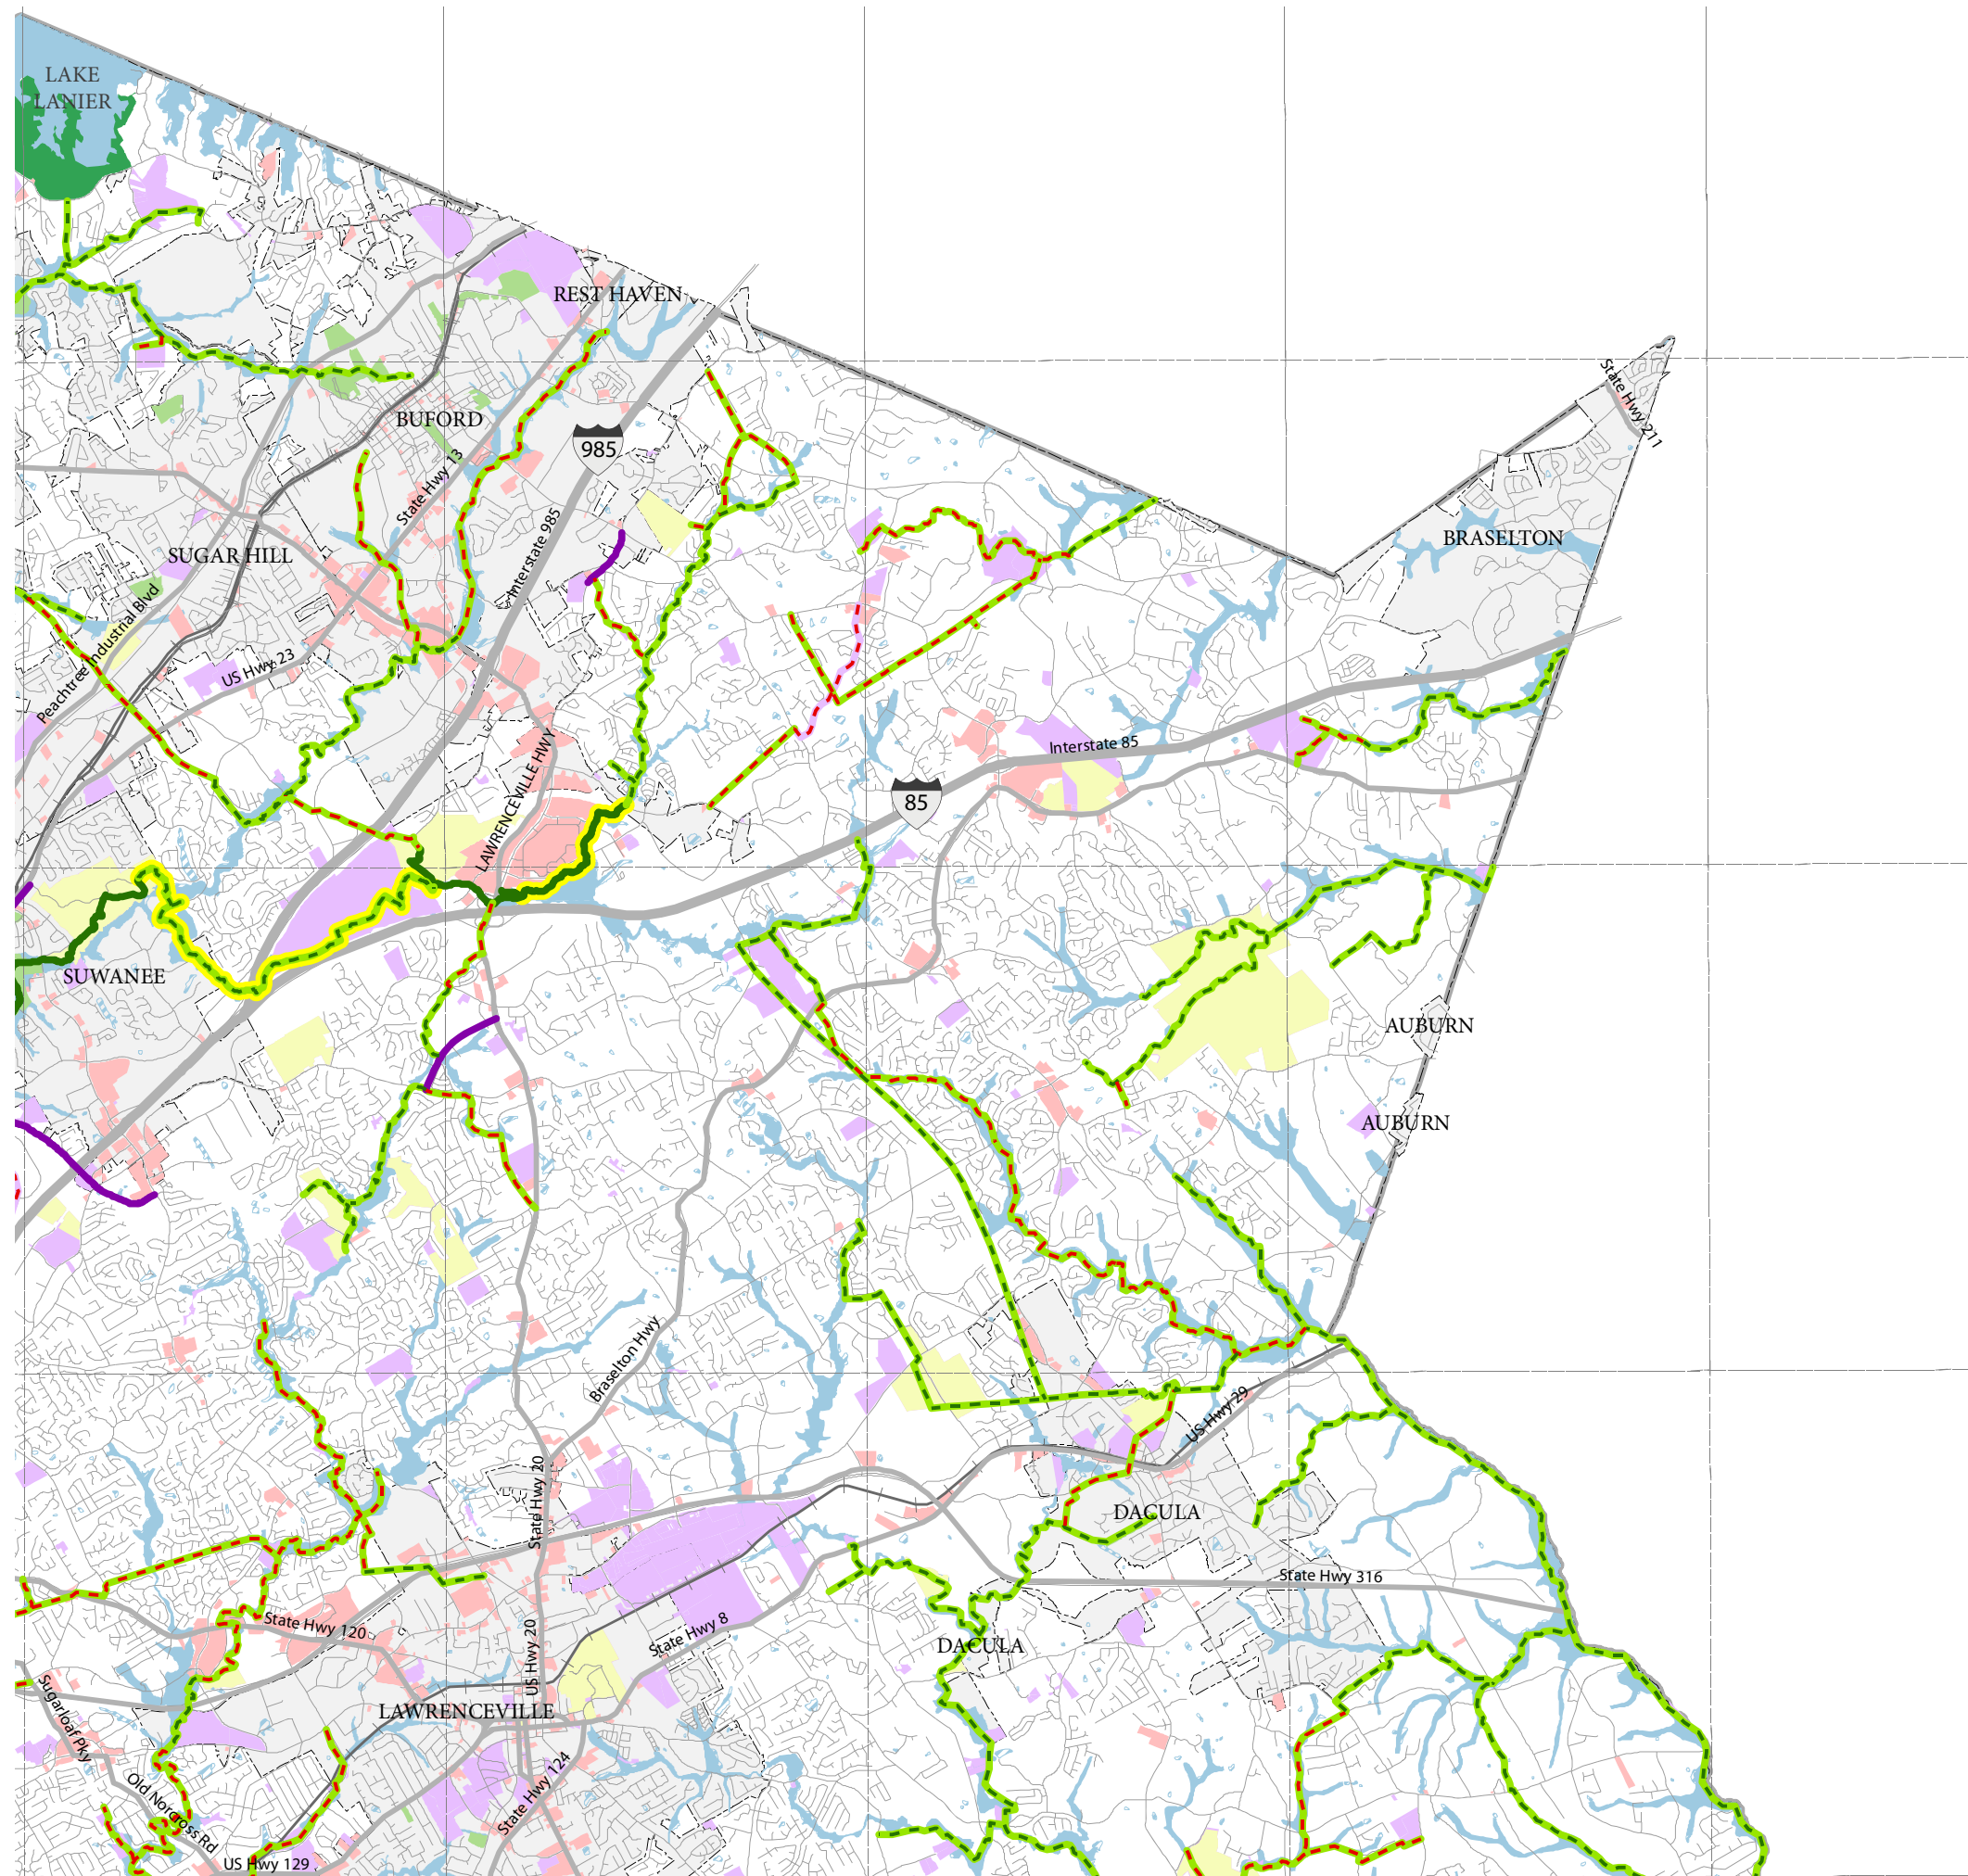 LAKE
LANIER
REST HAVEN
State Hwy 211
BUFORD
985
State Hwy 13
BRASELTON
SUGAR HILL
Interstate 985
Peachtree Industrial Blvd
US Hwy 23
Interstate 85
LAWRENCEVILLE HWY
85
SUWANEE
AUBURN
AUBURN
Braselton Hwy
US Hwy 29
State Hwy 20
DACULA
State Hwy 316
State Hwy 120
US Hwy 20
State Hwy 8
DACULA
Sugarloaf Pky
LAWRENCEVILLE
Old Norcross Rd
State Hwy 124
US Hwy 129